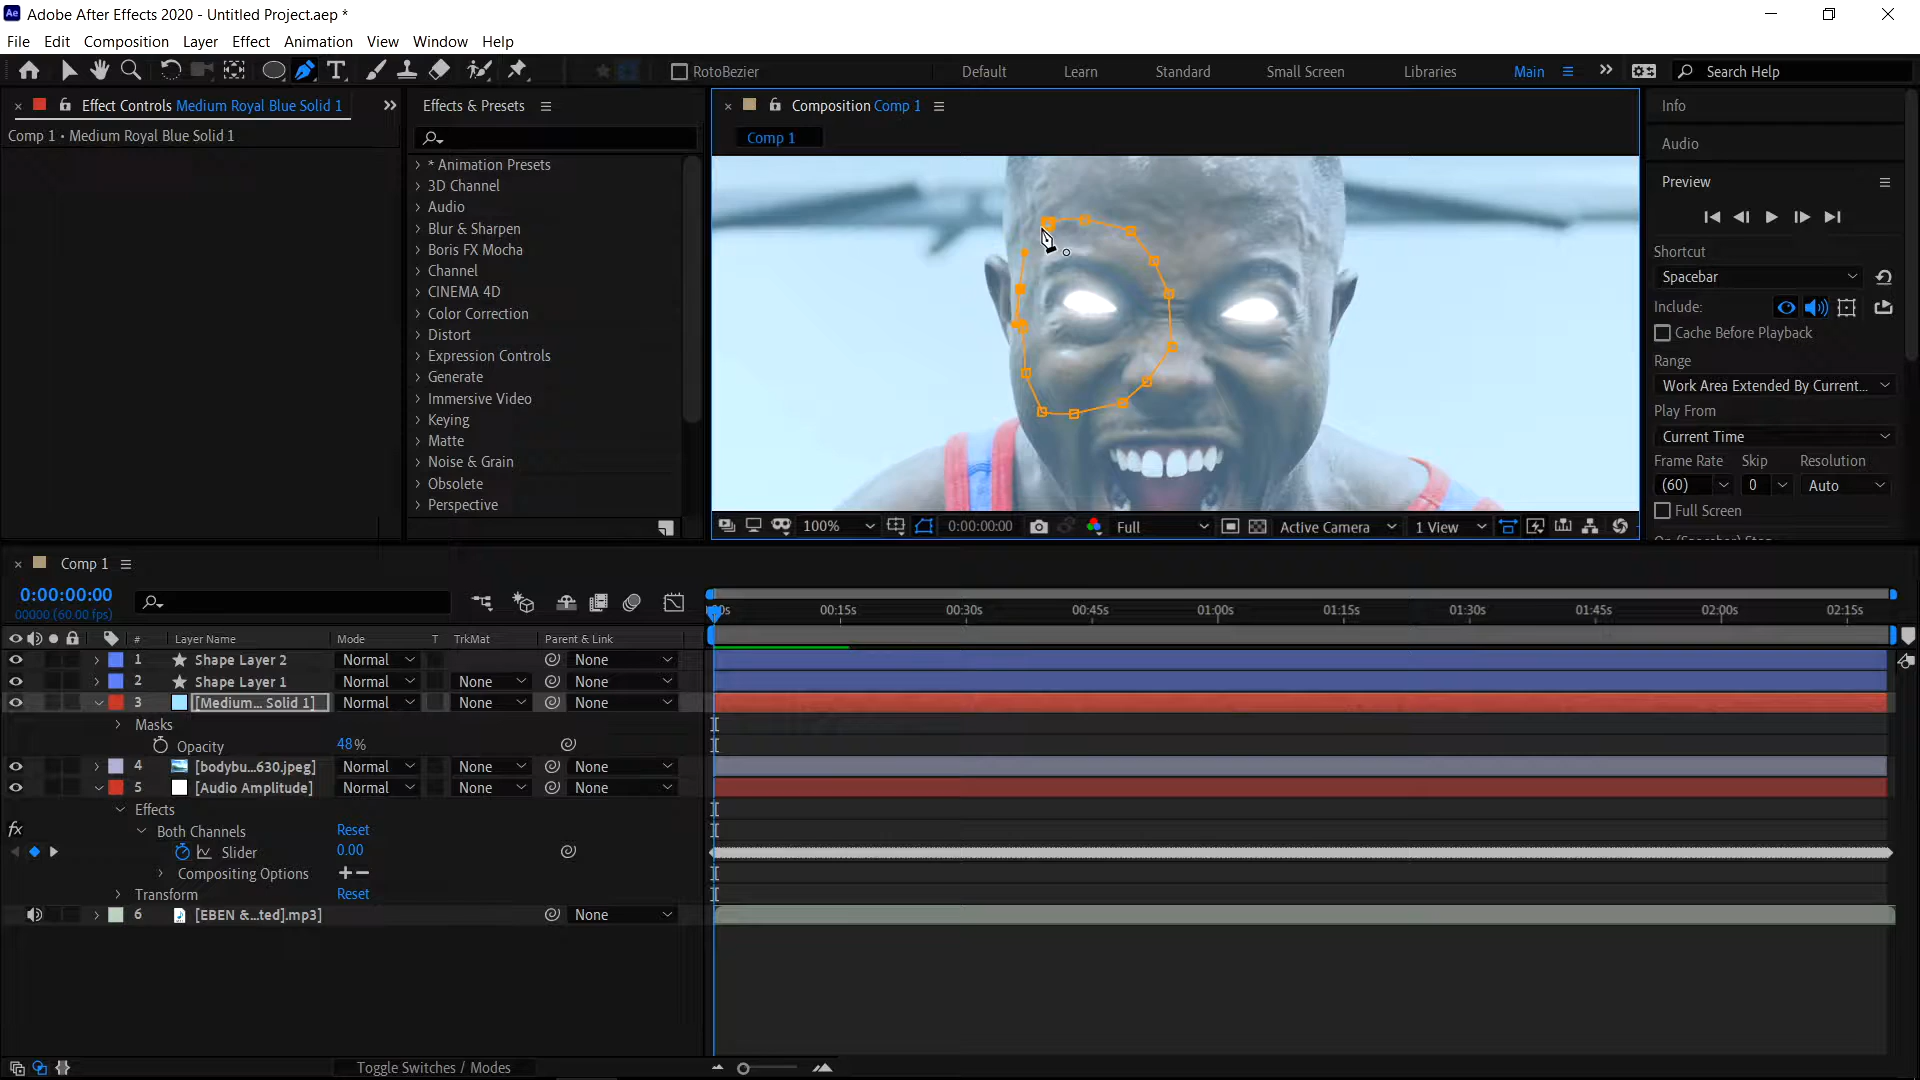 Adobe After Effects 2020 - Untitled Project.aep *
File Edit Composition Layer Effect Animation View Window Help
RotoBezier
Default Learn Standard Small Screen Libraries Main Search Help
Effect Controls Medium Royal Blue Solid 1
Comp 1 • Medium Royal Blue Solid 1
Effects & Presets
* Animation Presets
3D Channel
Audio
Blur & Sharpen
Boris FX Mocha
Channel
CINEMA 4D
Color Correction
Distort
Expression Controls
Generate
Immersive Video
Keying
Matte
Noise & Grain
Obsolete
Perspective
Composition Comp 1
Comp 1
100% 0:00:00:00 Full Active Camera 1 View
Info
Audio
Preview
Shortcut
Spacebar
Include:
Cache Before Playback
Range
Work Area Extended By Current...
Play From
Current Time
Frame Rate Skip Resolution
(60) 0 Auto
Full Screen
Comp 1
0:00:00:00
00000 (60.00 fps)
00:15s 00:30s 00:45s 01:00s 01:15s 01:30s 01:45s 02:00s 02:15s
# Layer Name Mode T TrkMat Parent & Link
1 Shape Layer 2 Normal None
2 Shape Layer 1 Normal None None
3 [Medium... Solid 1] Normal None None
Masks
Opacity 48%
4 [bodybu...630.jpeg] Normal None None
5 [Audio Amplitude] Normal None None
Effects
fx Both Channels Reset
Slider 0.00
Compositing Options
Transform Reset
6 [EBEN &...ted].mp3] None
Toggle Switches / Modes